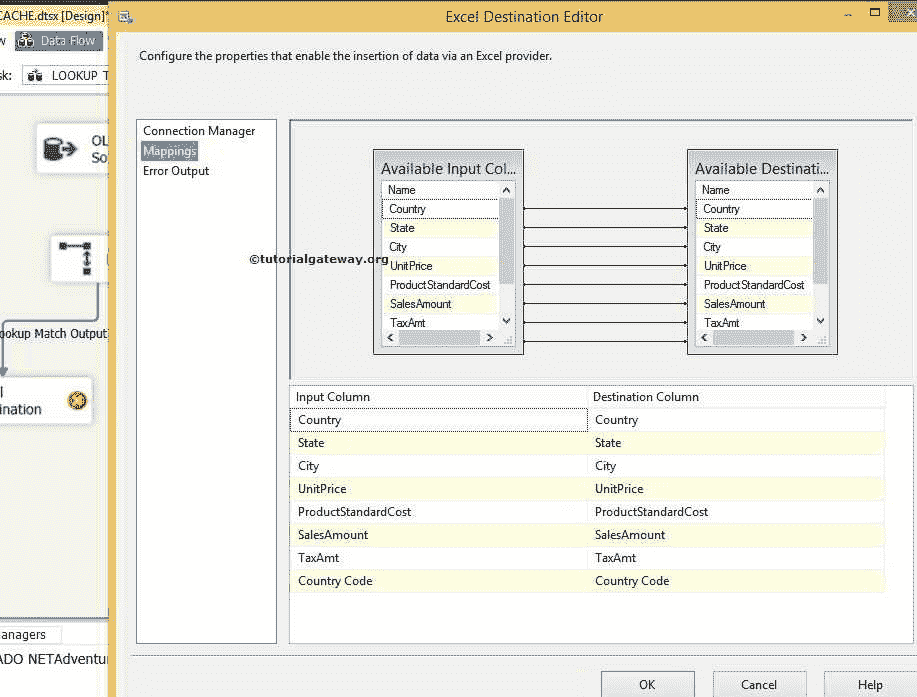 CACHE.dtsx [Design]*
Excel Destination Editor
Data Flow
LOOKUP T
Configure the properties that enable the insertion of data via an Excel provider.
OL
So
ookup Match Output
ination
anagers
ADO NETAdventu
Connection Manager
Mappings
Error Output
©tutorialgateway.org
Available Input Col...
Name
Country
State
City
UnitPrice
ProductStandardCost
SalesAmount
TaxAmt
Available Destinati...
Name
Country
State
City
UnitPrice
ProductStandardCost
SalesAmount
TaxAmt
Input Column Destination Column
Country Country
State State
City City
UnitPrice UnitPrice
ProductStandardCost ProductStandardCost
SalesAmount SalesAmount
TaxAmt TaxAmt
Country Code Country Code
OK Cancel Help